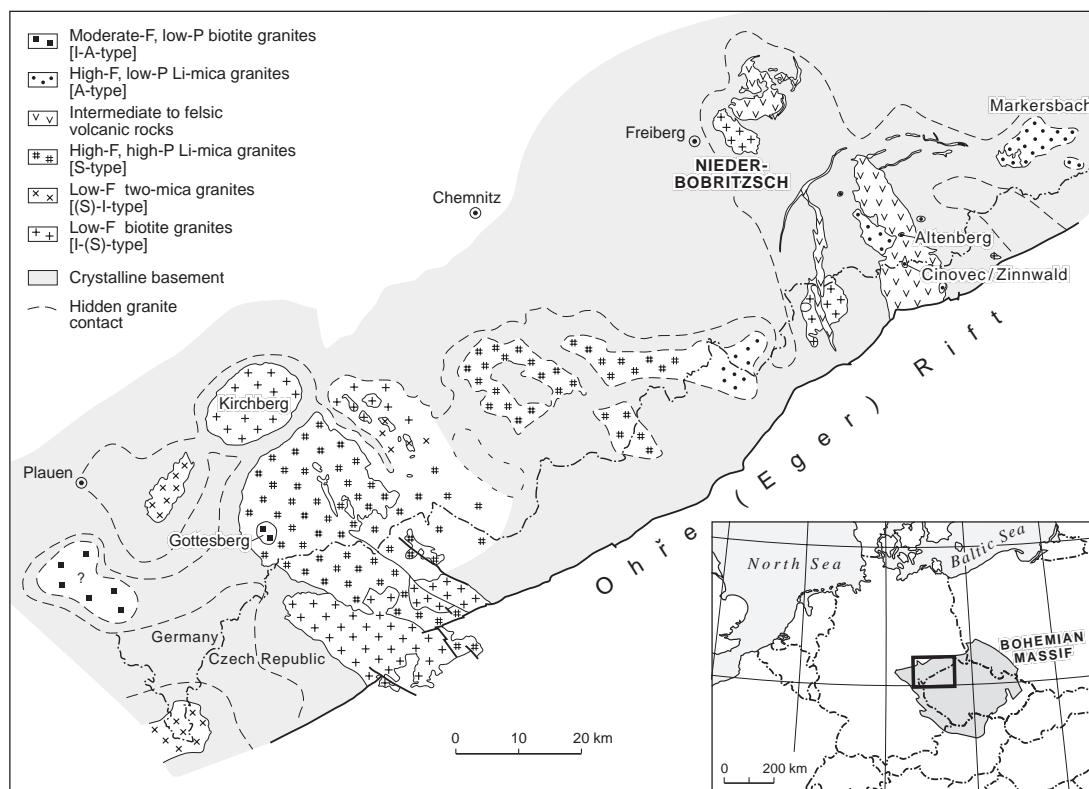 Moderate-F, low-P biotite granites
[I-A-type]
High-F, low-P Li-mica granites
[A-type]
Intermediate to felsic
volcanic rocks
High-F, high-P Li-mica granites
[S-type]
Low-F two-mica granites
[(S)-I-type]
Low-F biotite granites
[I-(S)-type]
Crystalline basement
Hidden granite
contact
Markersbach
Freiberg
NIEDER-
BOBRITZSCH
Chemnitz
Altenberg
Cinovec/Zinnwald
Ohře (Eger) Rift
Kirchberg
Plauen
Gottesberg
?
Germany
Czech Republic
0 10 20 km
North Sea
Baltic Sea
BOHEMIAN
MASSIF
0 200 km